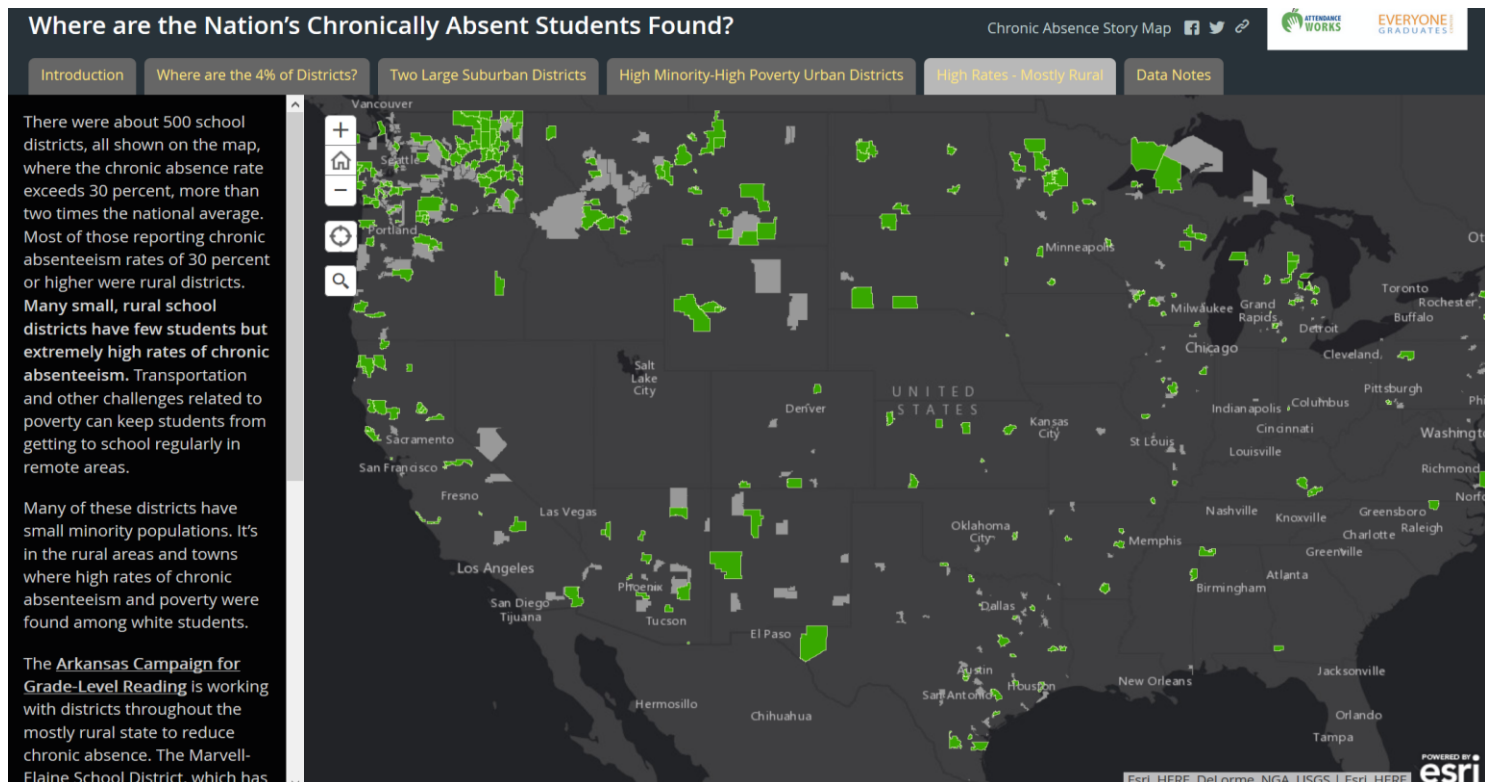 Where are the Nation's Chronically Absent Students Found?
Chronic Absence Story Map
ATTENDANCE
WORKS
EVERYONE
GRADUATES
Introduction
Where are the 4% of Districts?
Two Large Suburban Districts
High Minority-High Poverty Urban Districts
High Rates - Mostly Rural
Data Notes
There were about 500 school
districts, all shown on the map,
where the chronic absence rate
exceeds 30 percent, more than
two times the national average.
Most of those reporting chronic
absenteeism rates of 30 percent
or higher were rural districts.
Many small, rural school
districts have few students but
extremely high rates of chronic
absenteeism. Transportation
and other challenges related to
poverty can keep students from
getting to school regularly in
remote areas.
Many of these districts have
small minority populations. It's
in the rural areas and towns
where high rates of chronic
absenteeism and poverty were
found among white students.
The Arkansas Campaign for
Grade-Level Reading is working
with districts throughout the
mostly rural state to reduce
chronic absence. The Marvell-
Elaine School District, which has
Vancouver
Seattle
Portland
Minneapolis
Ot
Toronto
Rochester
Buffalo
Milwaukee
Grand
Rapids
Detroit
Chicago
Cleveland
Salt
Lake
City
UNITED
STATES
Denver
Pittsburgh
Phi
Indianapolis
Columbus
Kansas
City
Cincinnati
Washingt
Sacramento
St Louis
Louisville
San Francisco
Richmond
Fresno
Norfo
Las Vegas
Nashville
Knoxville
Greensboro
Raleigh
Oklahoma
City
Charlotte
Memphis
Greenville
Los Angeles
Atlanta
Birmingham
Phoenix
San Diego
Tijuana
Tucson
Dallas
El Paso
Austin
Jacksonville
New Orleans
San Antonio
Houston
Hermosillo
Chihuahua
Orlando
Tampa
POWERED BY
esri
Esri, HERE, DeLorme, NGA, USGS | Esri, HERE